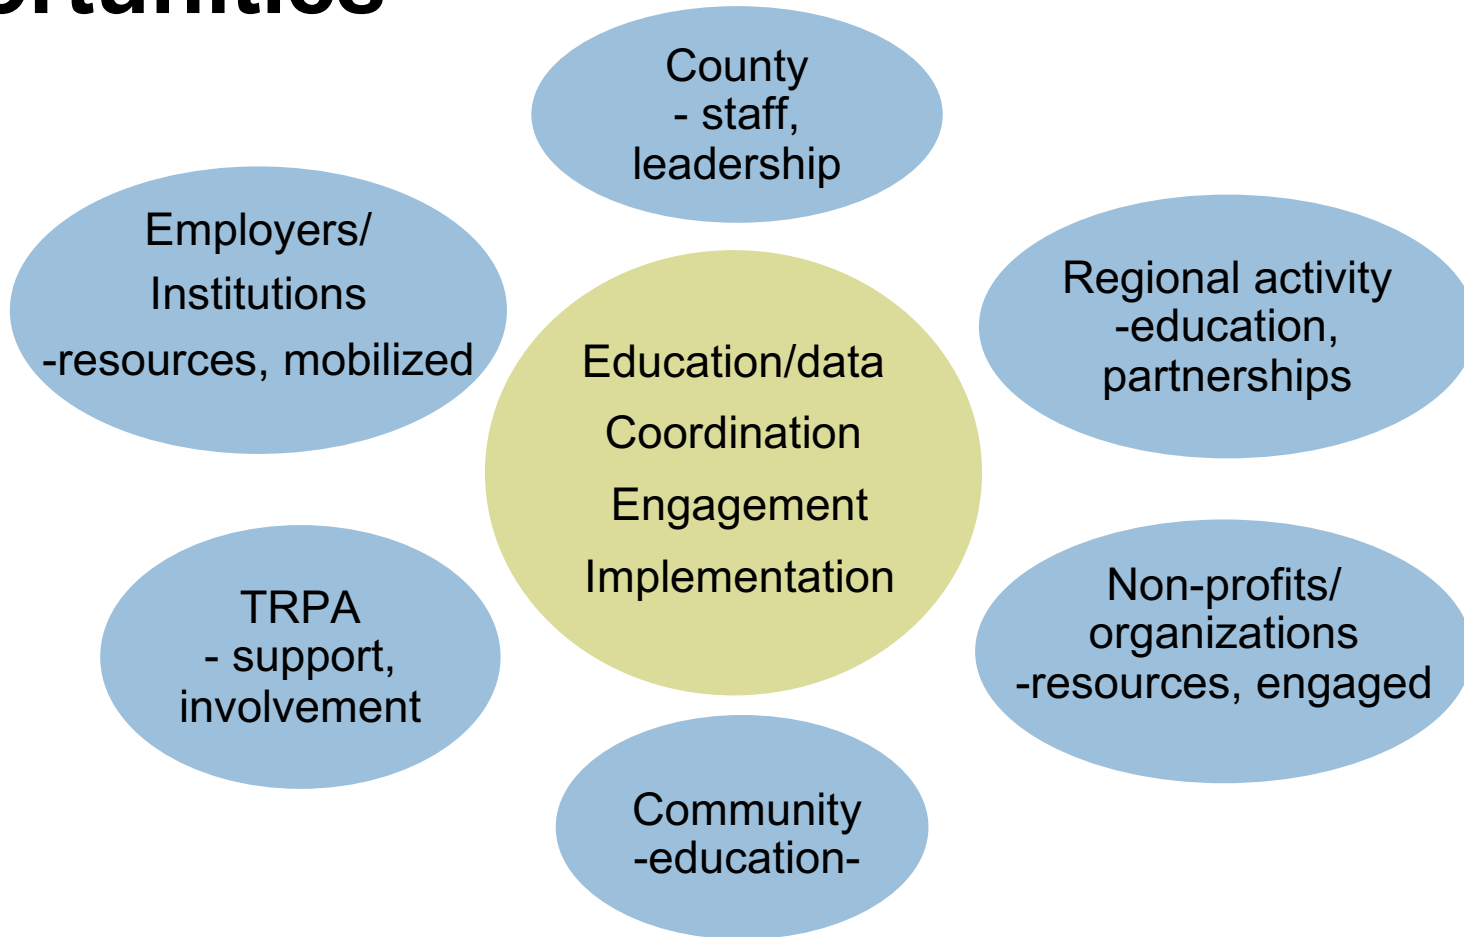 County
- staff,
leadership
Employers/
Institutions
-resources, mobilized
Regional activity
-education,
partnerships
Education/data
Coordination
Engagement
Implementation
TRPA
- support,
involvement
Non-profits/
organizations
-resources, engaged
Community
-education-